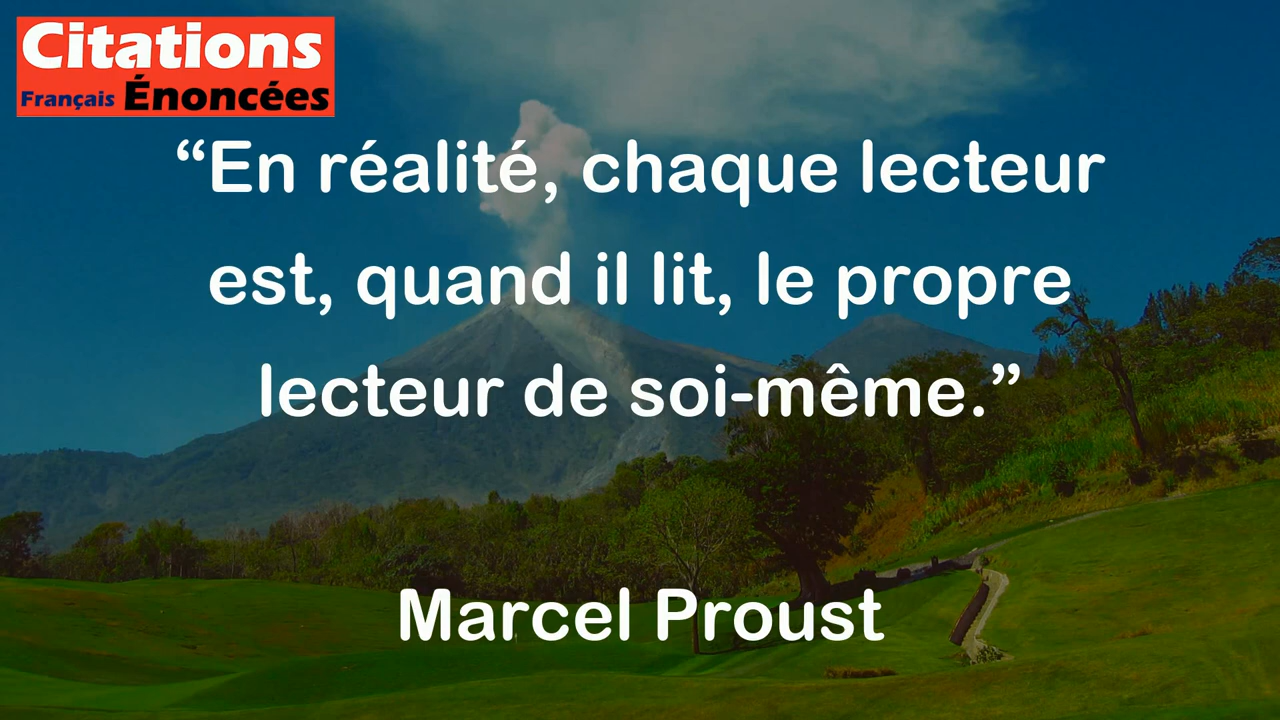 Citations
Français Énoncées
“En réalité, chaque lecteur
est, quand il lit, le propre
lecteur de soi-même.”
Marcel Proust